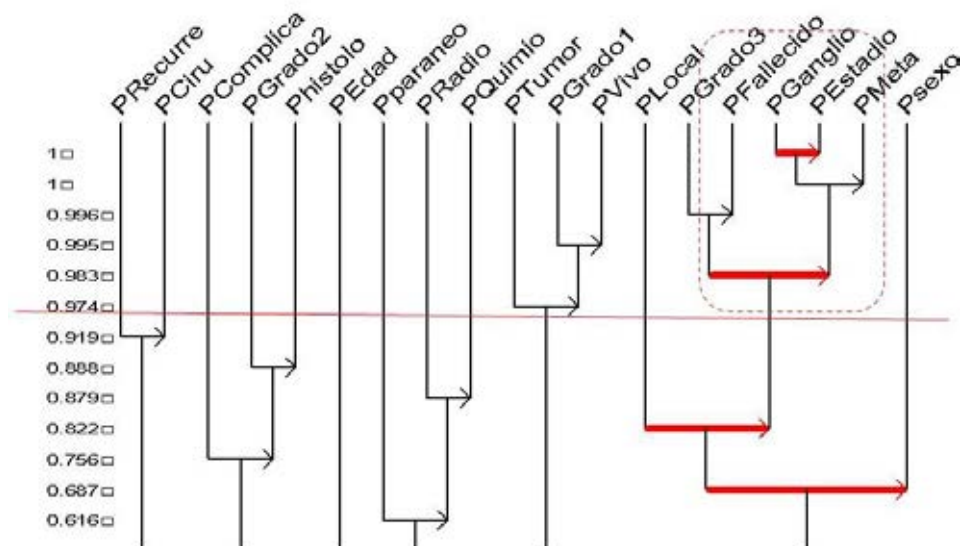 PRecurre
PCiru
PComplica
PGrado2
Phistolo
PEdad
Pparaneo
PRadio
PQuimio
PTumor
PGrado1
PVivo
PLocal
PGrado3
PFallecido
PGanglio
PEstadio
PMeta
Psexo
1□
1□
0.996□
0.995□
0.983□
0.974□
0.919□
0.888□
0.879□
0.822□
0.756□
0.687□
0.616□